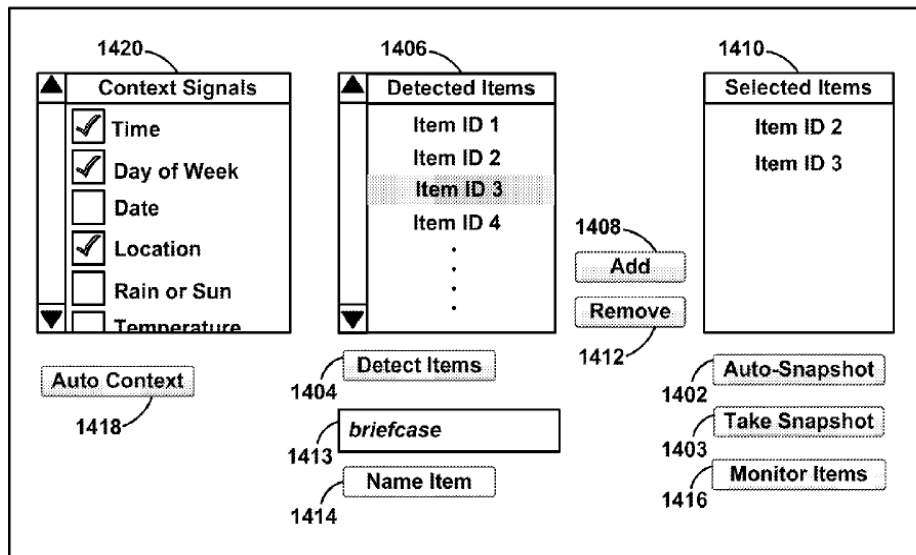 1420
Context Signals
Time
Day of Week
Date
Location
Rain or Sun
Temperature
Auto Context
1418
1406
Detected Items
Item ID 1
Item ID 2
Item ID 3
Item ID 4
Detect Items
1404
briefcase
1413
Name Item
1414
1408
Add
Remove
1412
1410
Selected Items
Item ID 2
Item ID 3
Auto-Snapshot
1402
Take Snapshot
1403
Monitor Items
1416